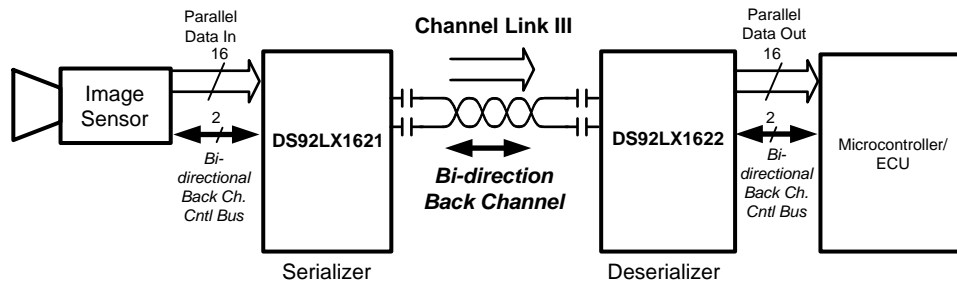 Parallel
Data In
16
Image
Sensor
2
Bi-
directional
Back Ch.
Cntl Bus
DS92LX1621
Serializer
Channel Link III
Bi-direction
Back Channel
DS92LX1622
Deserializer
Parallel
Data Out
16
2
Bi-
directional
Back Ch.
Cntl Bus
Microcontroller/
ECU